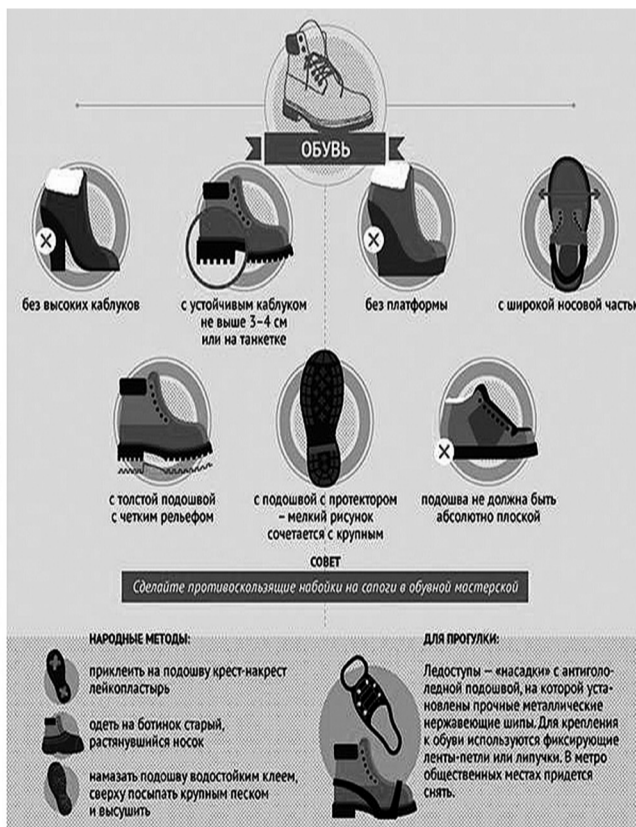 ОБУВЬ
без высоких каблуков
с устойчивым каблуком
не выше 3–4 см
или на танкетке
без платформы
с широкой носовой часть
с толстой подошвой
с четким рельефом
с подошвой с протектором
– мелкий рисунок
сочетается с крупным
подошва не должна быть
абсолютно плоской
СОВЕТ
Сделайте противоскользящие набойки на сапоги в обувной мастерской
НАРОДНЫЕ МЕТОДЫ:
приклеить на подошву крест-накрест
лейкопластырь
одеть на ботинок старый,
растянувшийся носок
намазать подошву водостойким клеем,
сверху посыпать крупным песком
и высушить
ДЛЯ ПРОГУЛКИ:
Ледоступы — «насадки» с антиголо-
ледной подошвой, на которой уста-
новлены прочные металлические
нержавеющие шипы. Для крепления
к обуви используются фиксирующие
ленты-петли или липучки. В метро
общественных местах придется
снять.